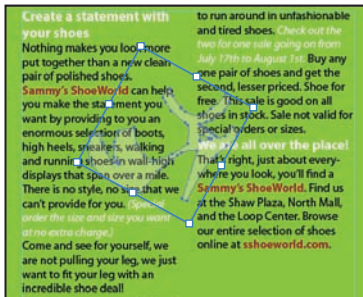 Create a statement with
your shoes
Nothing makes you look more
put together than a new clean
pair of polished shoes.
Sammy's ShoeWorld can help
you make the statement you
want by providing to you an
enormous selection of boots,
high heels, sneakers, walking
and running shoes in wall-high
displays that span over a mile.
There is no style, no size that we
can't provide for you. (Special
order the size and size you want
at no extra charge.)
Come and see for yourself, we
are not pulling your leg, we just
want to fit your leg with an
incredible shoe deal!
to run around in unfashionable
and tired shoes. Check out the
two for one sale going on from
July 17th to August 1st. Buy any
one pair of shoes and get the
second, lesser priced. Shoe for
free. This sale is good on all
shoes in stock. Sale not valid for
special orders or sizes.
We are all over the place!
That's right, just about every-
where you look, you'll find a
Sammy's ShoeWorld. Find us
at the Shaw Plaza, North Mall,
and the Loop Center. Browse
our entire selection of shoes
online at sshoeworld.com.